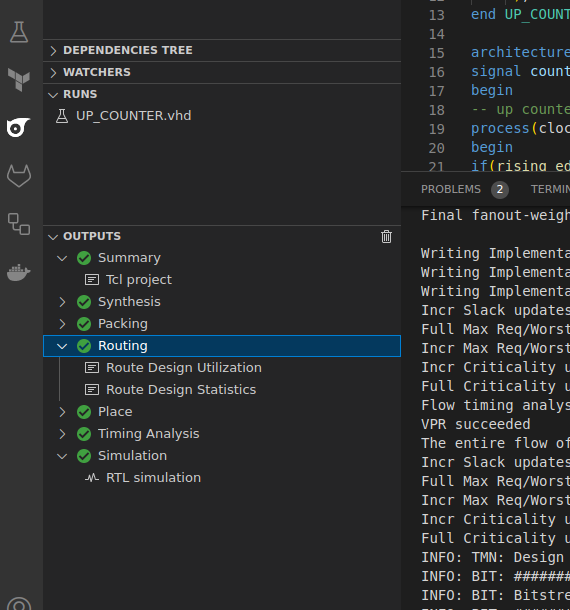 DEPENDENCIES TREE
WATCHERS
RUNS
UP_COUNTER.vhd
OUTPUTS
Summary
Tcl project
Synthesis
Packing
Routing
Route Design Utilization
Route Design Statistics
Place
Timing Analysis
Simulation
RTL simulation
13 end UP_COUNT
14
15 architecture
16 signal count
17 begin
18 -- up counte
19 process(cloc
20 begin
21 if(rising_ed
PROBLEMS 2 TERMIN
Final fanout-weigh
Writing Implementa
Writing Implementa
Writing Implementa
Incr Slack updates
Full Max Req/Worst
Incr Max Req/Worst
Incr Criticality u
Full Criticality u
Flow timing analys
VPR succeeded
The entire flow of
Incr Slack updates
Full Max Req/Worst
Incr Max Req/Worst
Incr Criticality u
Full Criticality u
INFO: TMN: Design
INFO: BIT: #######
INFO: BIT: Bitstre